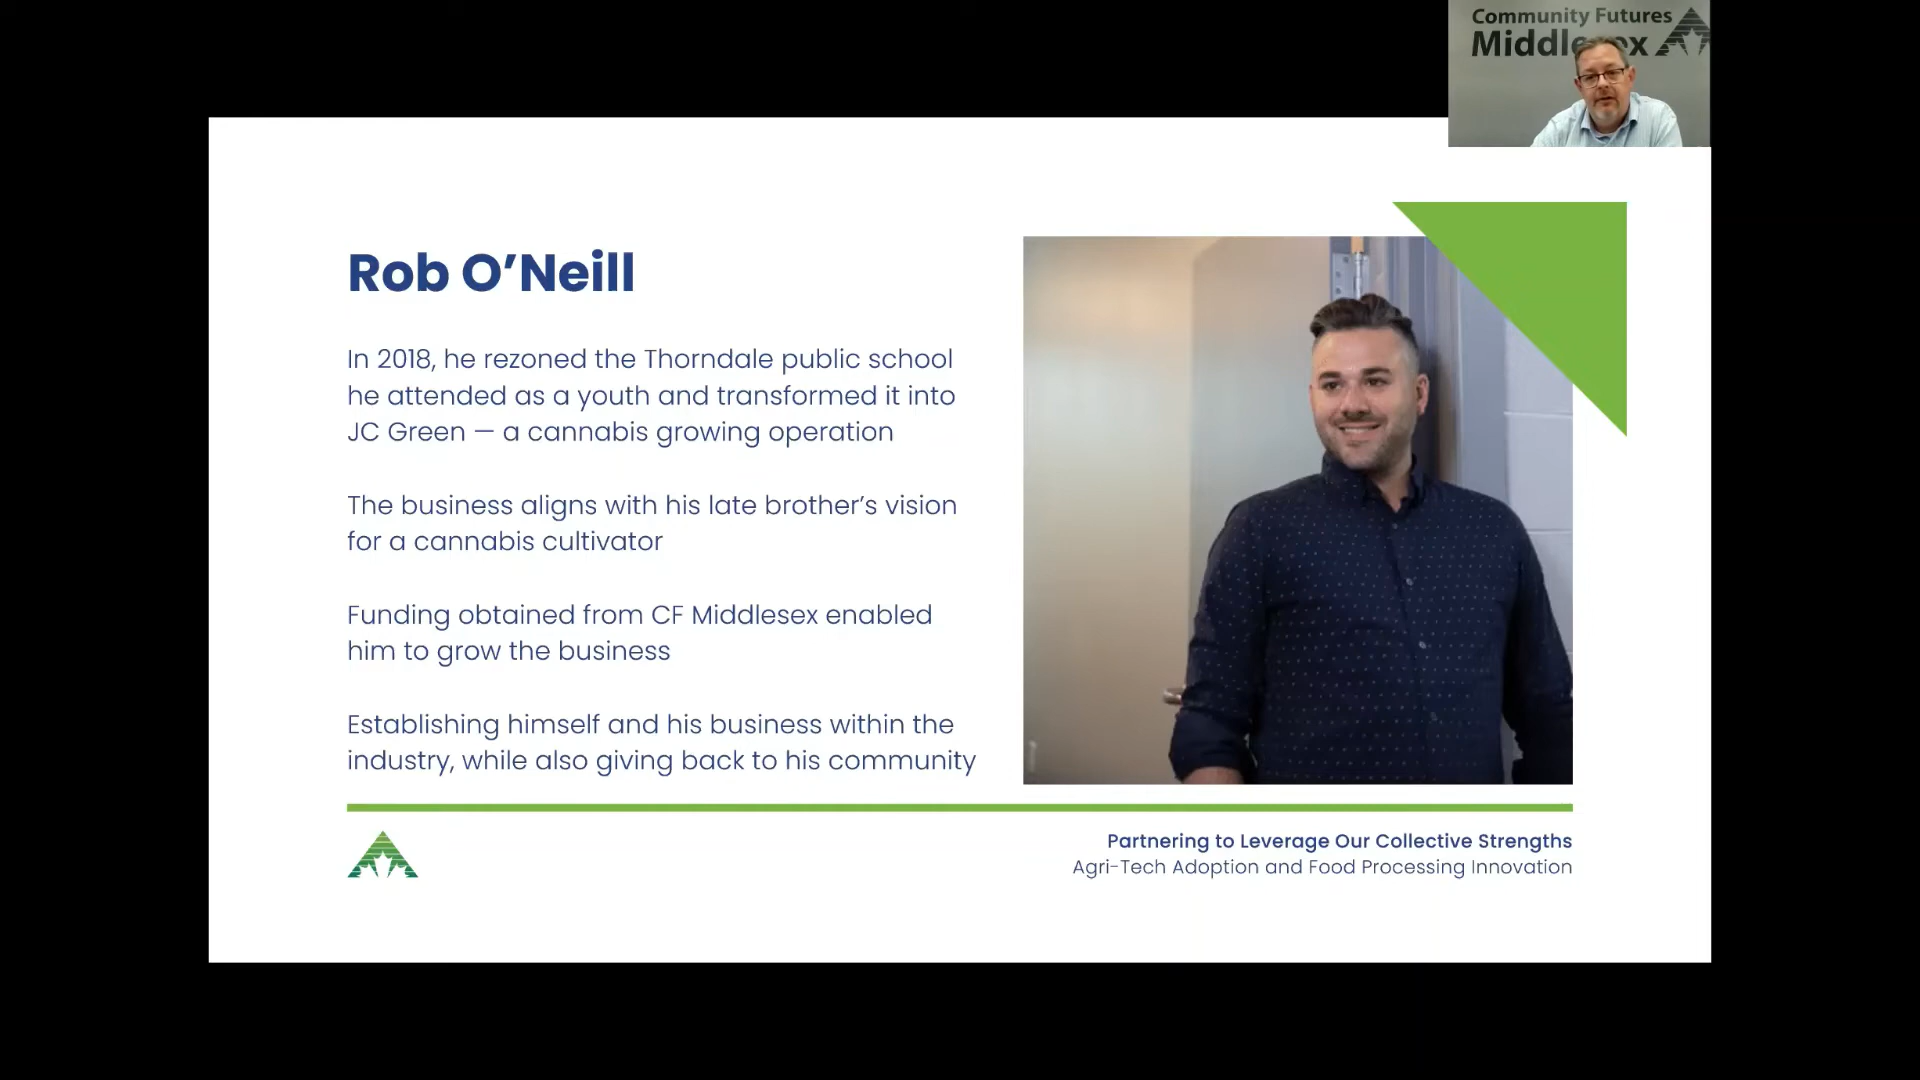 Community Futures
Middlesex
Rob O’Neill
In 2018, he rezoned the Thorndale public school
he attended as a youth and transformed it into
JC Green — a cannabis growing operation
The business aligns with his late brother’s vision
for a cannabis cultivator
Funding obtained from CF Middlesex enabled
him to grow the business
Establishing himself and his business within the
industry, while also giving back to his community
Partnering to Leverage Our Collective Strengths
Agri-Tech Adoption and Food Processing Innovation